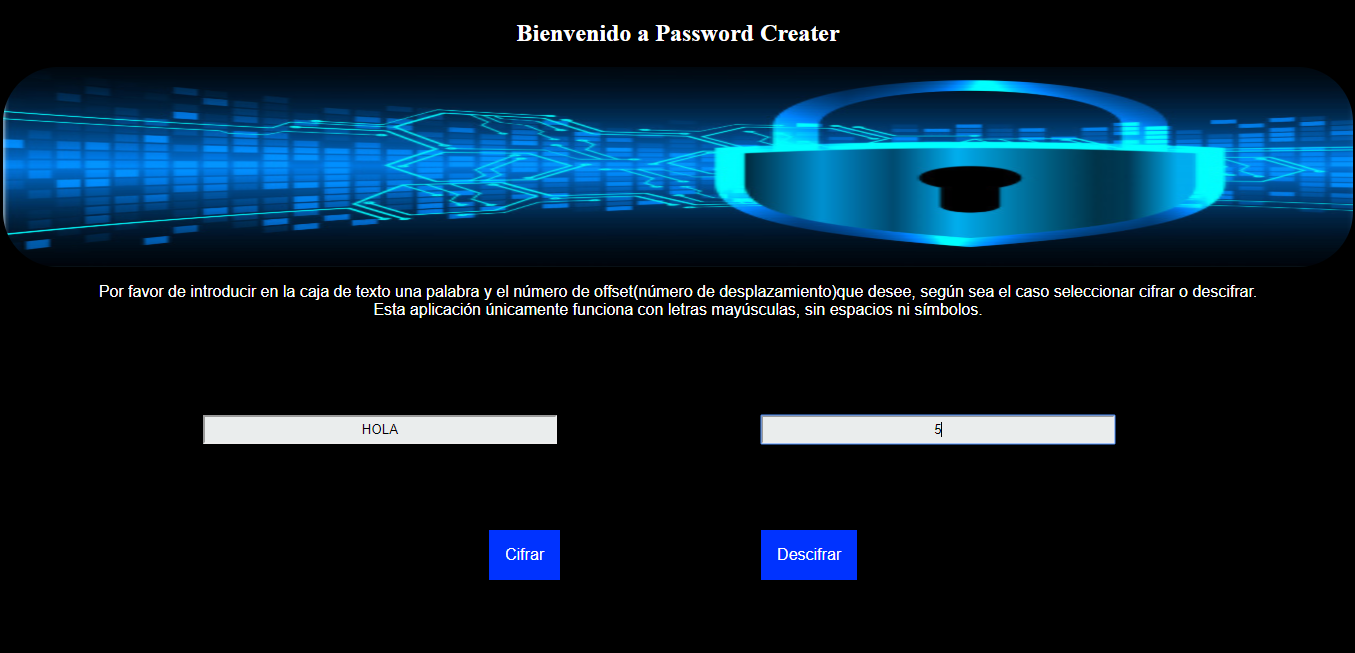 Bienvenido a Password Creater
Por favor de introducir en la caja de texto una palabra y el número de offset(número de desplazamiento)que desee, según sea el caso seleccionar cifrar o descifrar.
Esta aplicación únicamente funciona con letras mayúsculas, sin espacios ni símbolos.
HOLA 5
Cifrar Descifrar